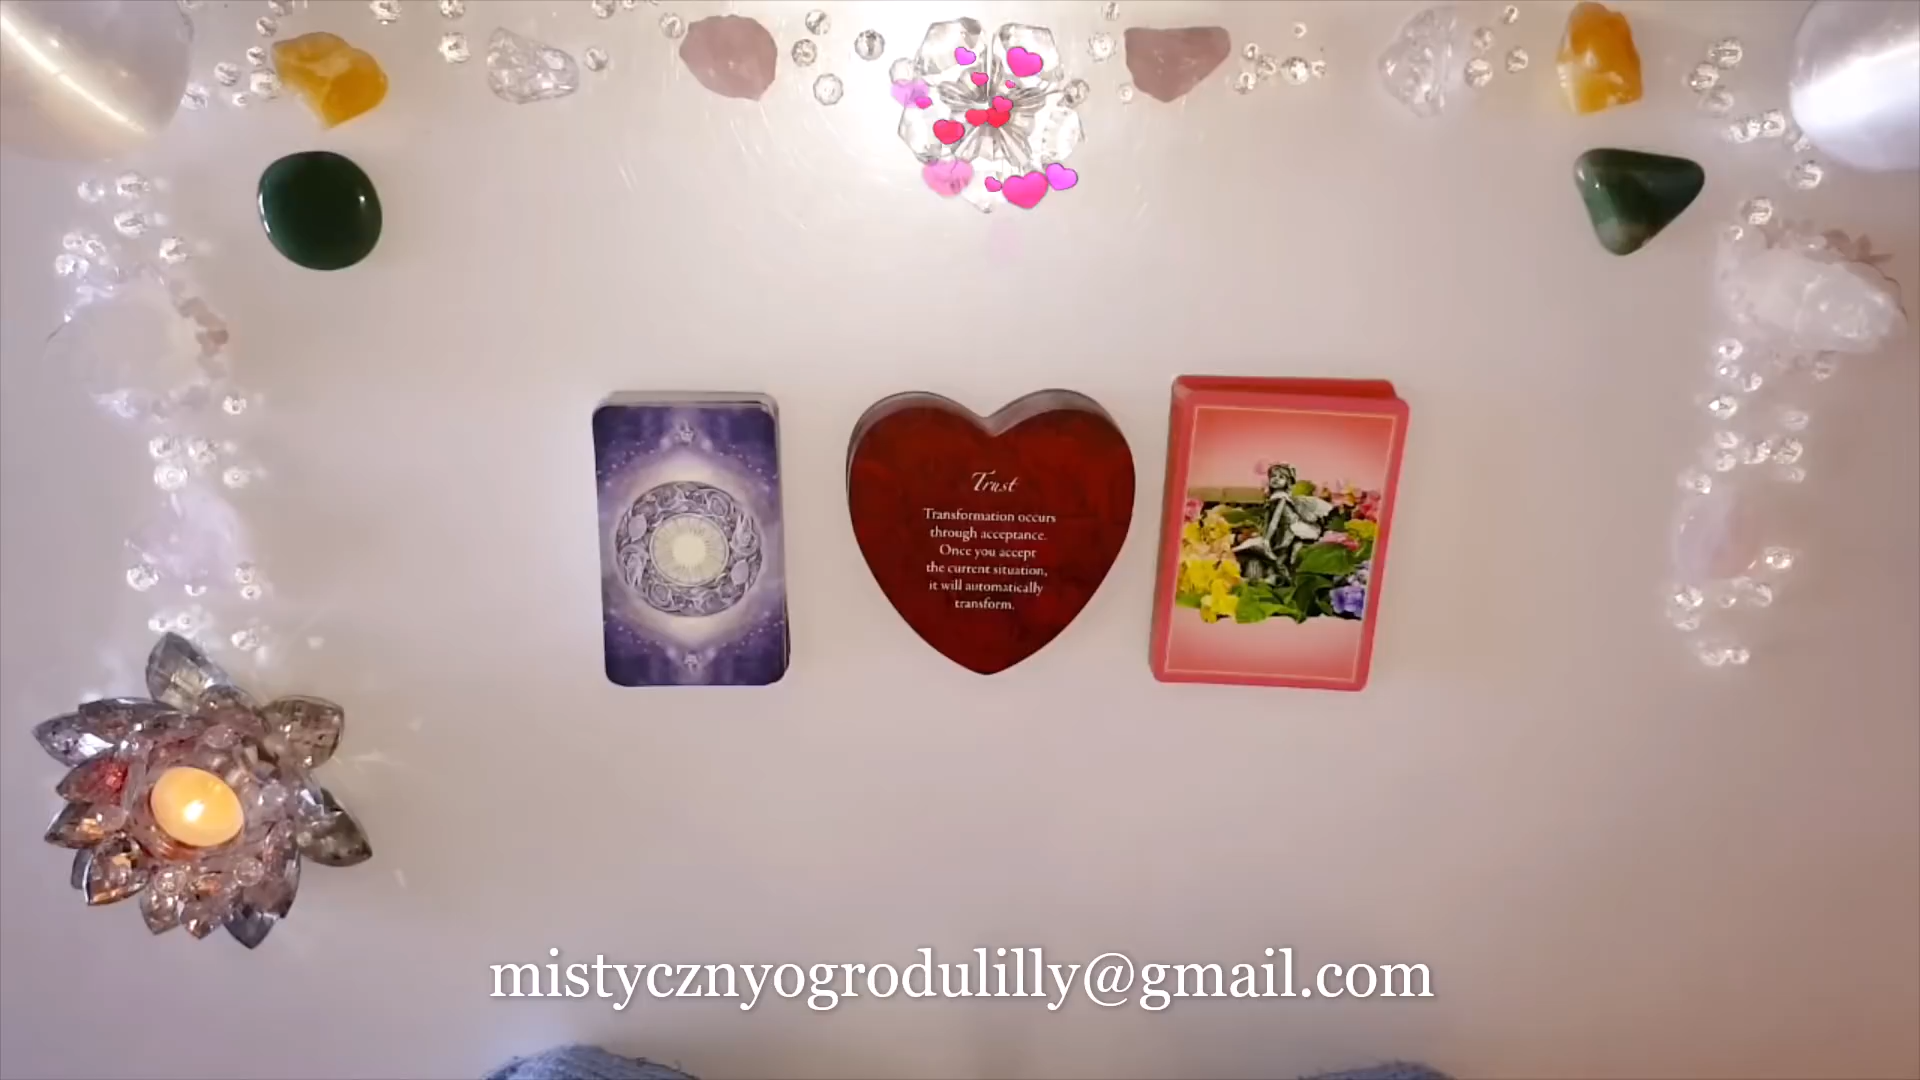 Trust
Transformation occurs
through acceptance.
Once you accept
the current situation,
it will automatically
transform.
mistycznyogrodulilly@gmail.com